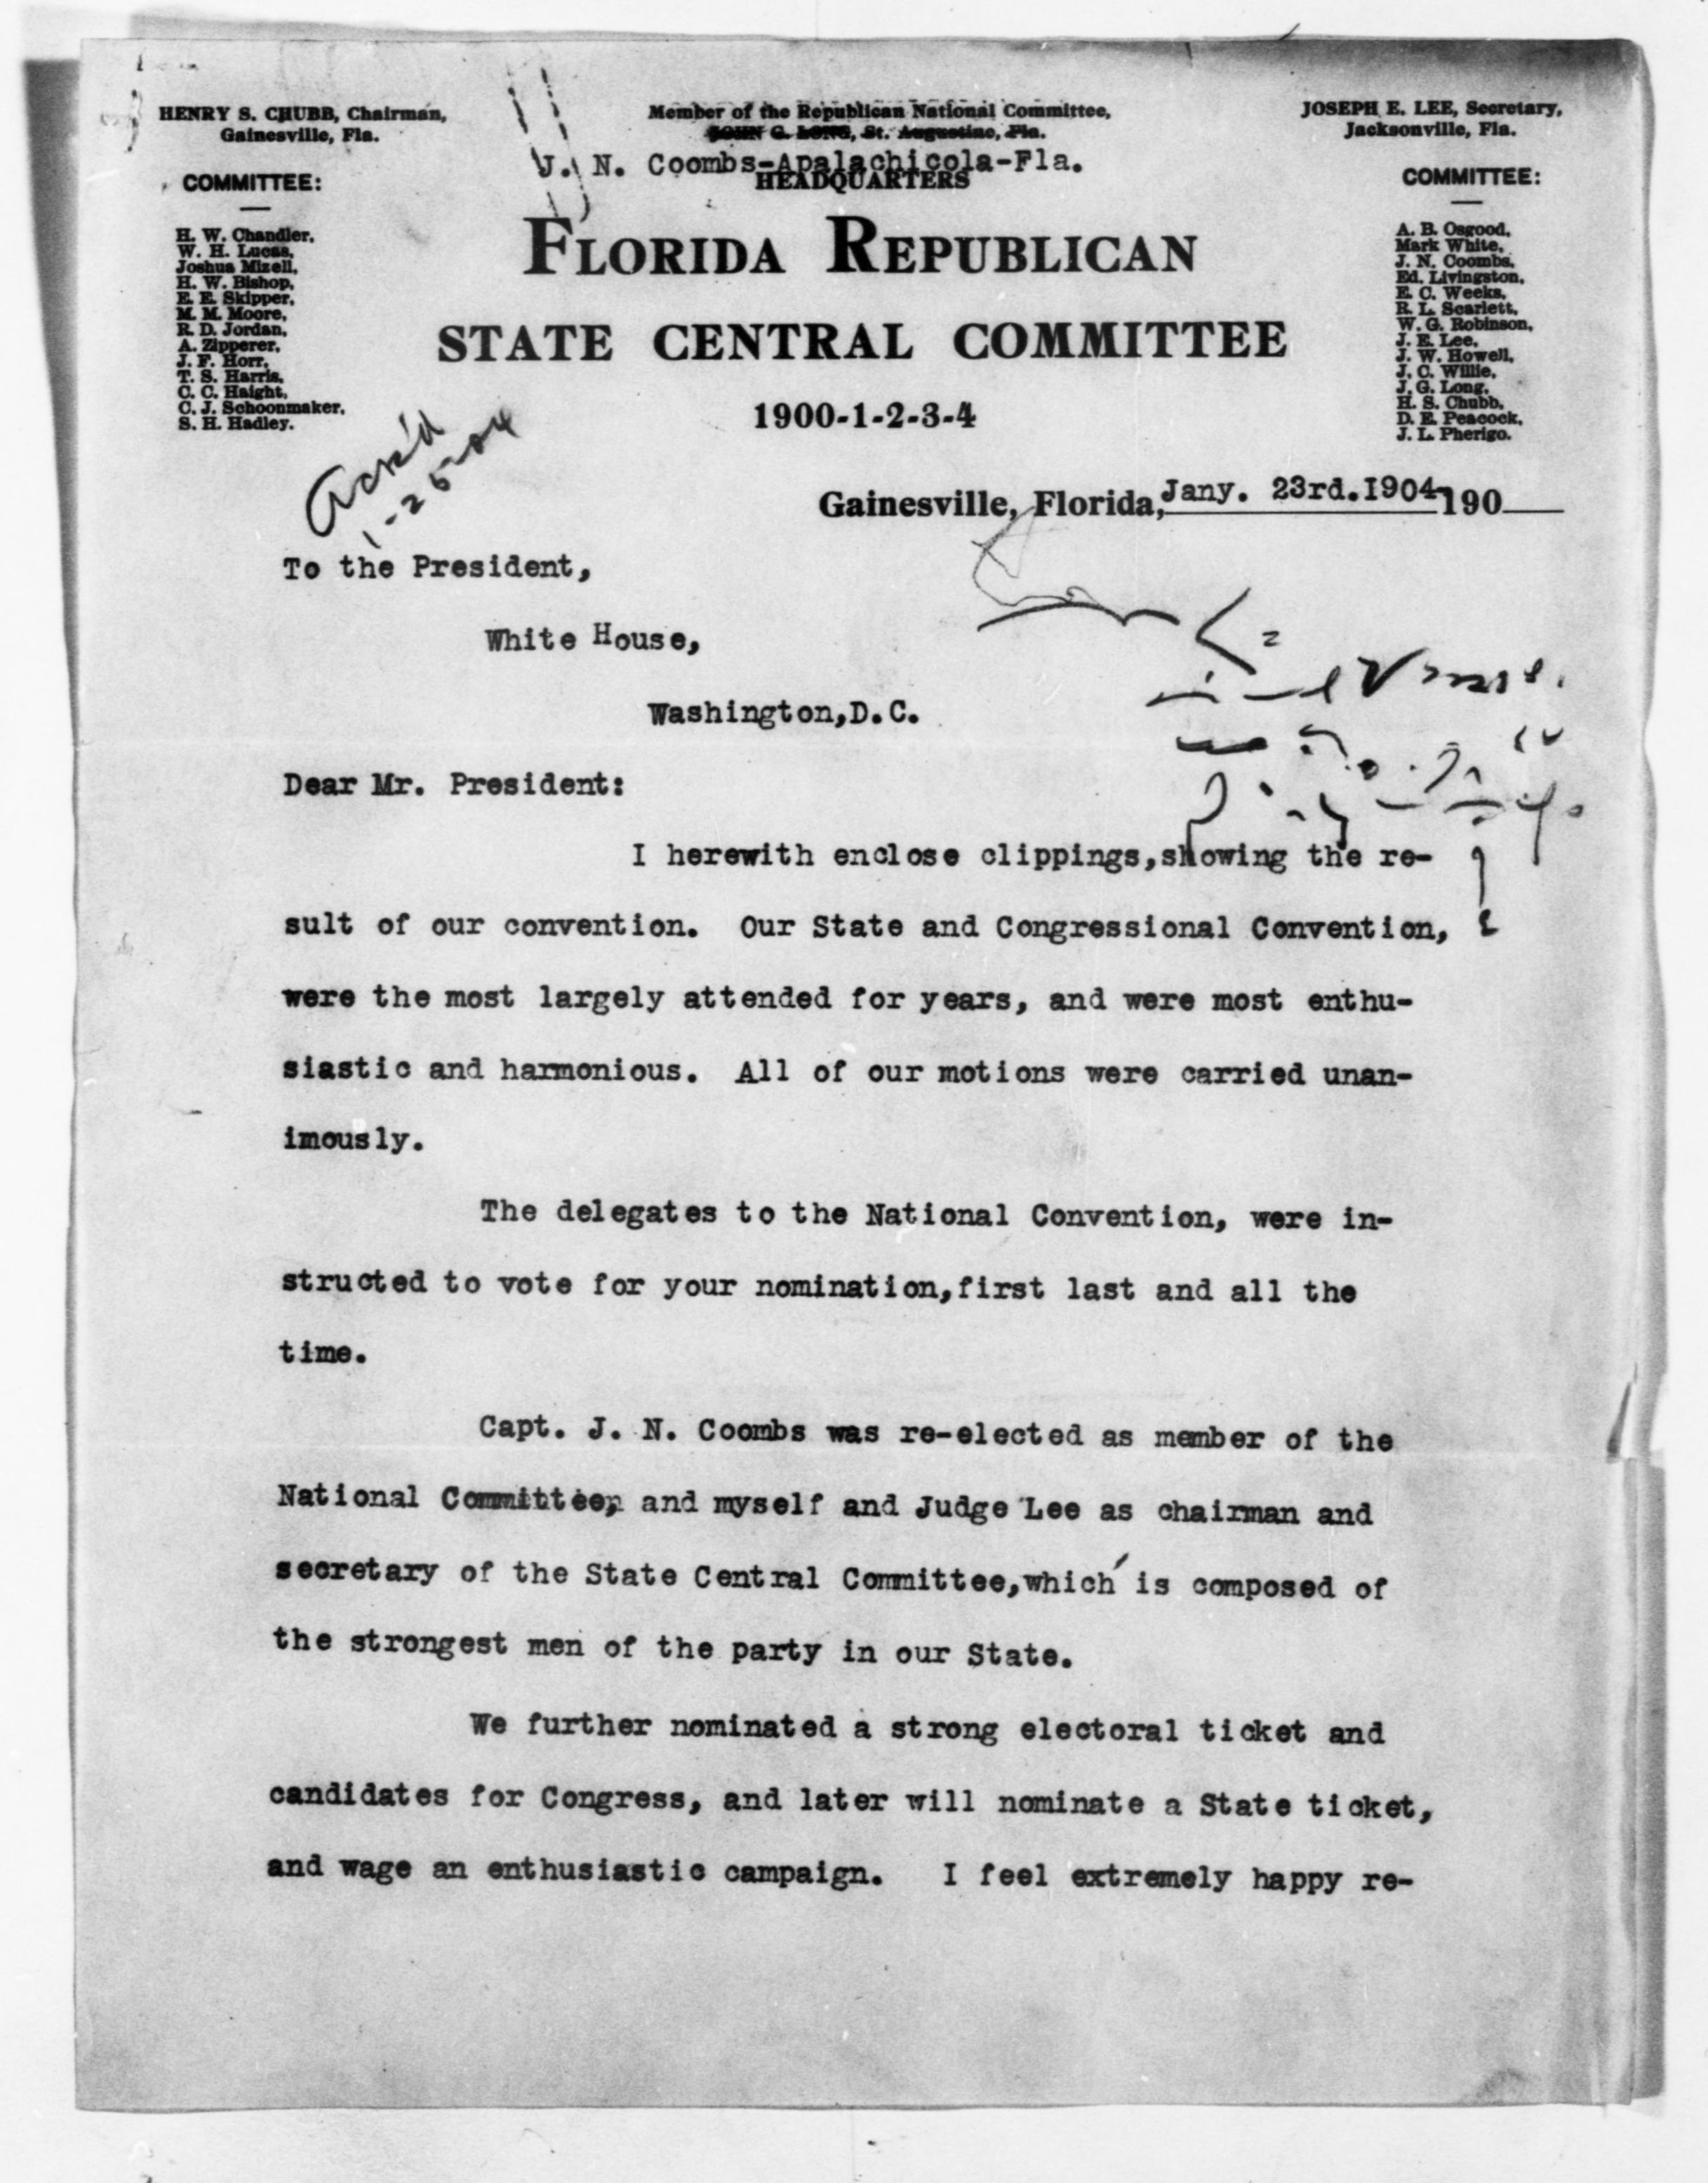 HENRY S. CHUBB, Chairman,
Gainesville, Fla.
COMMITTEE:
H. W. Chandler,
W. H. Lucas,
Joshua Mizell,
H. W. Bishop,
E. E. Skipper,
M. M. Moore,
R. D. Jordan,
A. Zipperer,
J. F. Horr,
T. S. Harris,
C. C. Haight,
C. J. Schoonmaker,
S. H. Hadley.
Member of the Republican National Committee,
JOHN G. LONG, St. Augustine, Fla.
J. N. Coombs-Apalachicola-Fla.
HEADQUARTERS
FLORIDA REPUBLICAN
STATE CENTRAL COMMITTEE
1900-1-2-3-4
JOSEPH E. LEE, Secretary,
Jacksonville, Fla.
COMMITTEE:
A. B. Osgood,
Mark White,
J. N. Coombs,
Ed. Livingston,
E. C. Weeks,
R. L. Scarlett,
W. G. Robinson,
J. E. Lee,
J. W. Howell,
J. C. Willie,
J. G. Long,
H. S. Chubb,
D. E. Peacock,
J. L. Pherigo.
Ack'd
1-25-04
Gainesville, Florida, Jany. 23rd.1904 190
To the President,
White House,
Washington,D.C.
Dear Mr. President:
I herewith enclose clippings,showing the re-
sult of our convention. Our State and Congressional Convention,
were the most largely attended for years, and were most enthu-
siastic and harmonious. All of our motions were carried unan-
imously.
The delegates to the National Convention, were in-
structed to vote for your nomination,first last and all the
time.
Capt. J. N. Coombs was re-elected as member of the
National Committee, and myself and Judge Lee as chairman and
secretary of the State Central Committee,which is composed of
the strongest men of the party in our State.
We further nominated a strong electoral ticket and
candidates for Congress, and later will nominate a State ticket,
and wage an enthusiastic campaign. I feel extremely happy re-